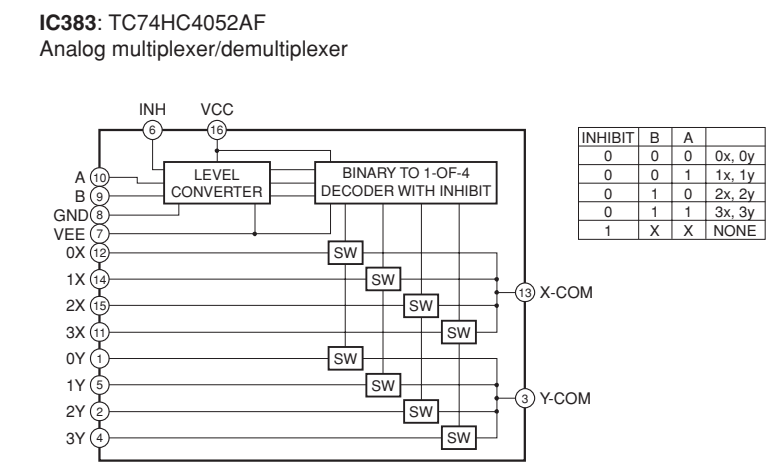 IC383: TC74HC4052AF
Analog multiplexer/demultiplexer
INH VCC
6 16
A 10
B 9
GND 8
VEE 7
LEVEL
CONVERTER
BINARY TO 1-OF-4
DECODER WITH INHIBIT
0X 12 SW
1X 14 SW
13 X-COM
2X 15 SW
3X 11 SW
0Y 1 SW
1Y 5 SW
3 Y-COM
2Y 2 SW
3Y 4 SW
INHIBIT B A
0 0 0 0x, 0y
0 0 1 1x, 1y
0 1 0 2x, 2y
0 1 1 3x, 3y
1 X X NONE